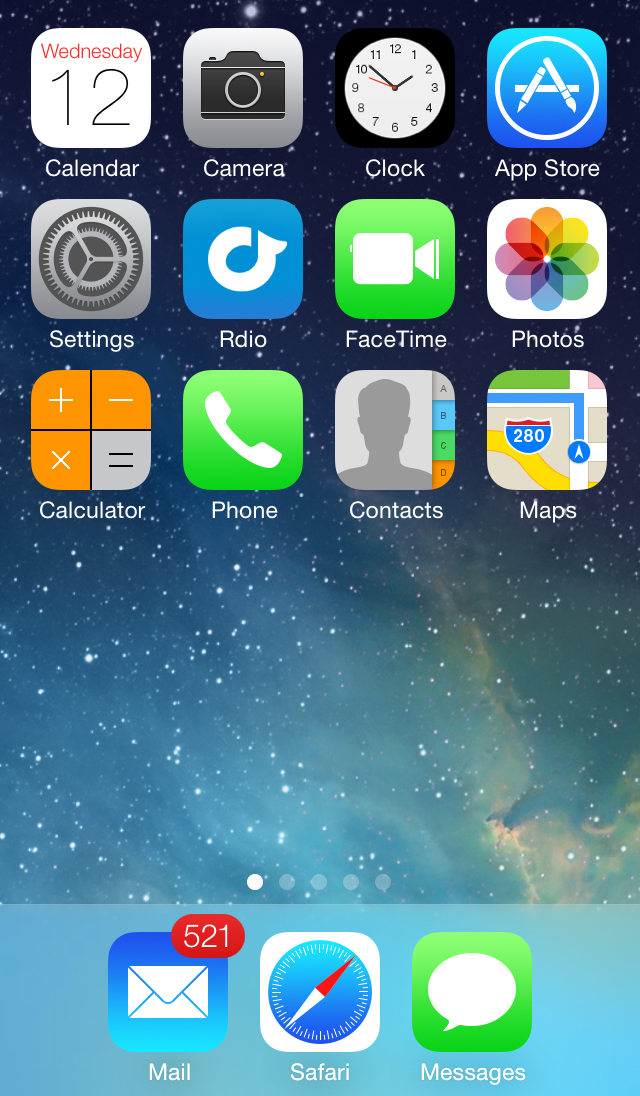 Wednesday
12
12
11 1
10 2
9 3
8 4
7 5
6
Calendar Camera Clock App Store
Settings Rdio FaceTime Photos
A
B
280
C
D
Calculator Phone Contacts Maps
521
Mail Safari Messages